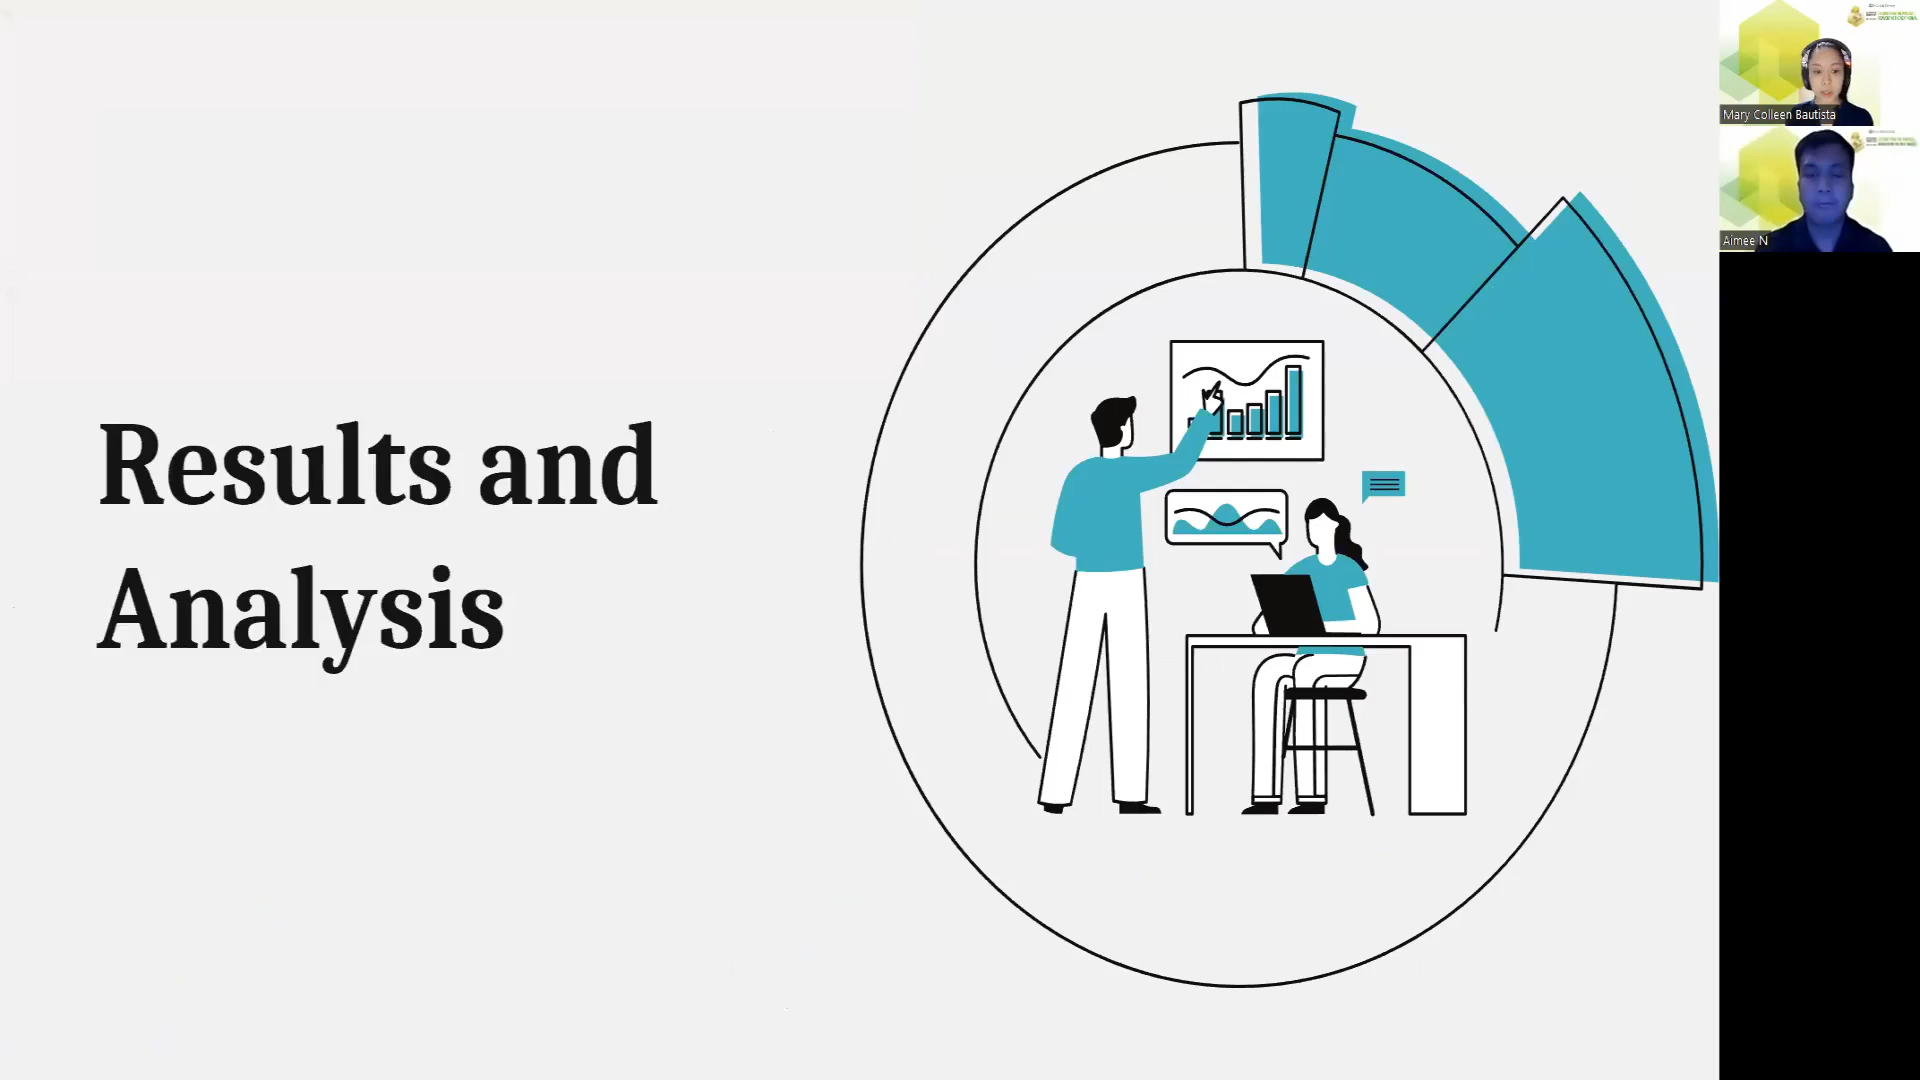 Results and
Analysis
Mary Colleen Bautista
Aimee N